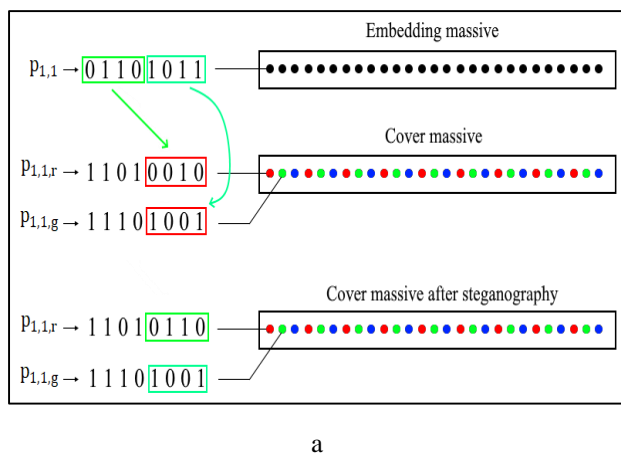 Embedding massive
p1,1 → 0 1 1 0 1 0 1 1
Cover massive
p1,1,r → 1 1 0 1 0 0 1 0
p1,1,g → 1 1 1 0 1 0 0 1
Cover massive after steganography
p1,1,r → 1 1 0 1 0 1 1 0
p1,1,g → 1 1 1 0 1 0 0 1
a